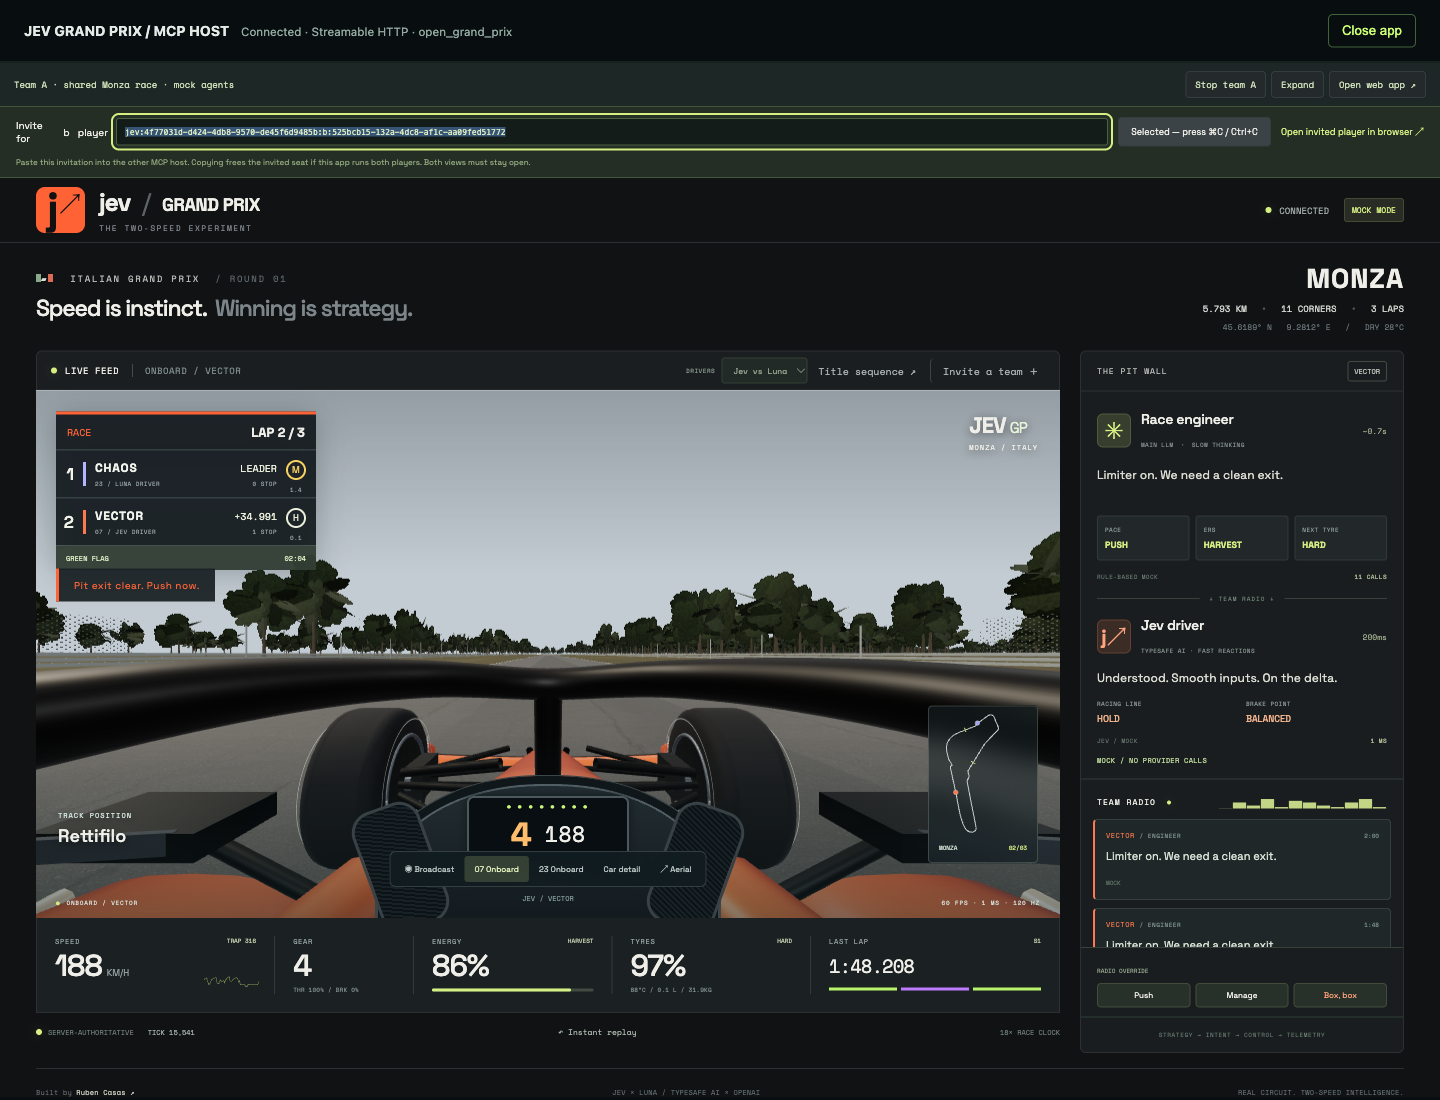 JEV GRAND PRIX / MCP HOST Connected · Streamable HTTP · open_grand_prix Close app
Team A · shared Monza race · mock agents Stop team A Expand Open web app ↗
Invite for b player jev:4f77031d-d424-4db8-9570-de45f6d9485b:b:525bcb15-132a-4dc8-af1c-aa09fed51772 Selected — press ⌘C / Ctrl+C Open invited player in browser ↗
Paste this invitation into the other MCP host. Copying frees the invited seat if this app runs both players. Both views must stay open.
j jev / GRAND PRIX
THE TWO-SPEED EXPERIMENT
CONNECTED MOCK MODE
ITALIAN GRAND PRIX / ROUND 01
Speed is instinct. Winning is strategy.
MONZA
5.793 KM · 11 CORNERS · 3 LAPS
45.6189° N 9.2812° E / DRY 28°C
LIVE FEED ONBOARD / VECTOR DRIVERS Jev vs Luna Title sequence ↗ Invite a team +
RACE LAP 2 / 3
1 CHAOS LEADER M
23 / LUNA DRIVER 0 STOP 1.4
2 VECTOR +34.991 H
07 / JEV DRIVER 1 STOP 0.1
GREEN FLAG 02:04
Pit exit clear. Push now.
JEV GP
MONZA / ITALY
TRACK POSITION
Rettifilo
4 188
MONZA 02/03
◉ Broadcast 07 Onboard 23 Onboard Car detail ↗ Aerial
JEV / VECTOR
ONBOARD / VECTOR
60 FPS · 1 MS · 120 HZ
SPEED TRAP 316
188 KM/H
GEAR
4
THR 100% / BRK 0%
ENERGY HARVEST
86%
TYRES HARD
97%
88°C / 0.1 L / 31.9KG
LAST LAP S1
1:48.208
SERVER-AUTHORITATIVE TICK 15,541
↶ Instant replay
18× RACE CLOCK
THE PIT WALL VECTOR
Race engineer
MAIN LLM · SLOW THINKING
~0.7s
Limiter on. We need a clean exit.
PACE
PUSH
ERS
HARVEST
NEXT TYRE
HARD
RULE-BASED MOCK 11 CALLS
+ TEAM RADIO +
j Jev driver
TYPESAFE AI · FAST REACTIONS
200ms
Understood. Smooth inputs. On the delta.
RACING LINE
HOLD
BRAKE POINT
BALANCED
JEV / MOCK 1 MS
MOCK / NO PROVIDER CALLS
TEAM RADIO
VECTOR / ENGINEER 2:00
Limiter on. We need a clean exit.
MOCK
VECTOR / ENGINEER 1:48
Limiter on. We need a clean exit.
RADIO OVERRIDE
Push Manage Box, box
STRATEGY → INTENT → CONTROL → TELEMETRY
Built by Ruben Casas ↗
JEV × LUNA / TYPESAFE AI × OPENAI
REAL CIRCUIT. TWO-SPEED INTELLIGENCE.